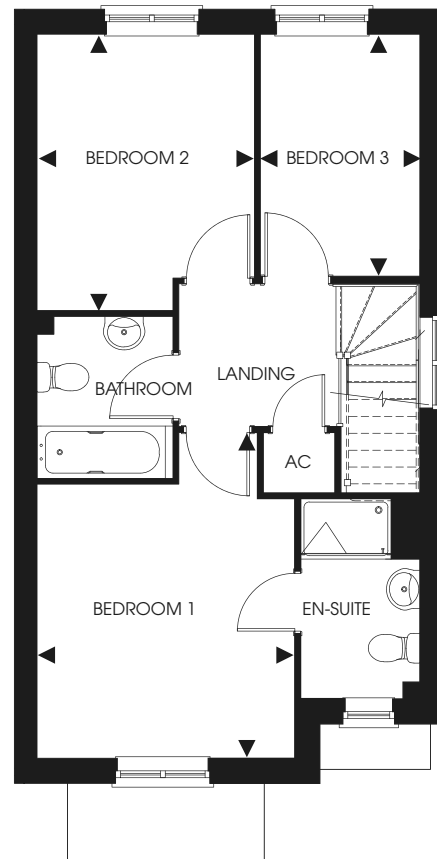 BEDROOM 2
BEDROOM 3
BATHROOM
LANDING
AC
BEDROOM 1
EN-SUITE